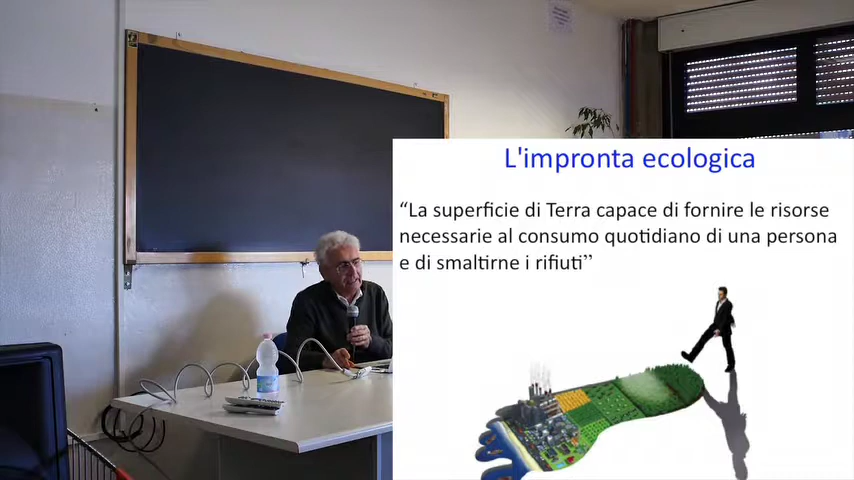 L'impronta ecologica
“La superficie di Terra capace di fornire le risorse
necessarie al consumo quotidiano di una persona
e di smaltirne i rifiuti”